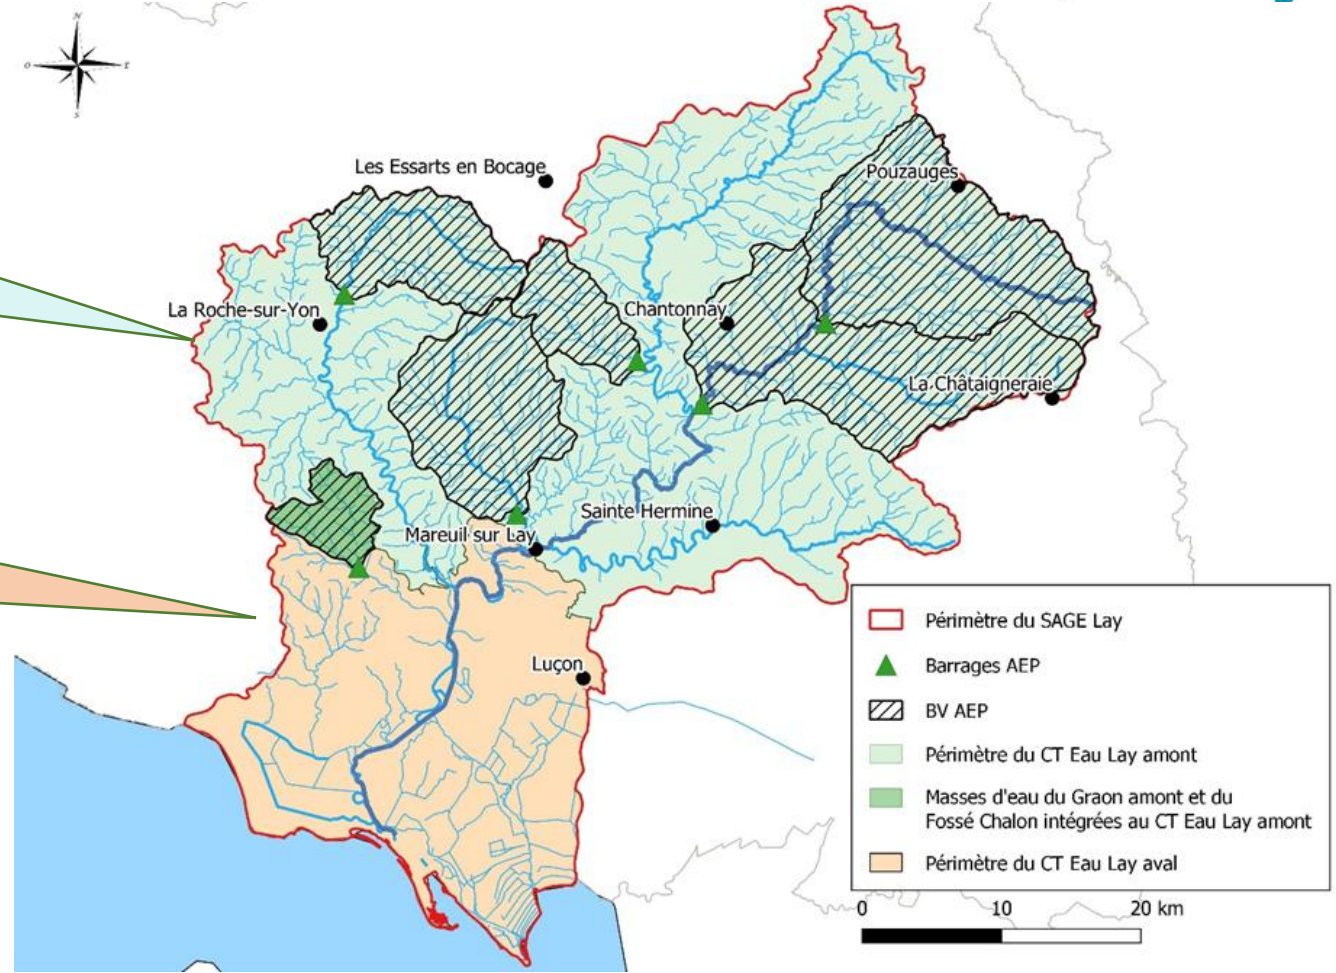 N
O
E
S
Les Essarts en Bocage
Pouzauges
La Roche-sur-Yon
Chantonnay
La Châtaigneraie
Sainte Hermine
Mareuil sur Lay
Luçon
Périmètre du SAGE Lay
Barrages AEP
BV AEP
Périmètre du CT Eau Lay amont
Masses d'eau du Graon amont et du
Fossé Chalon intégrées au CT Eau Lay amont
Périmètre du CT Eau Lay aval
0 10 20 km